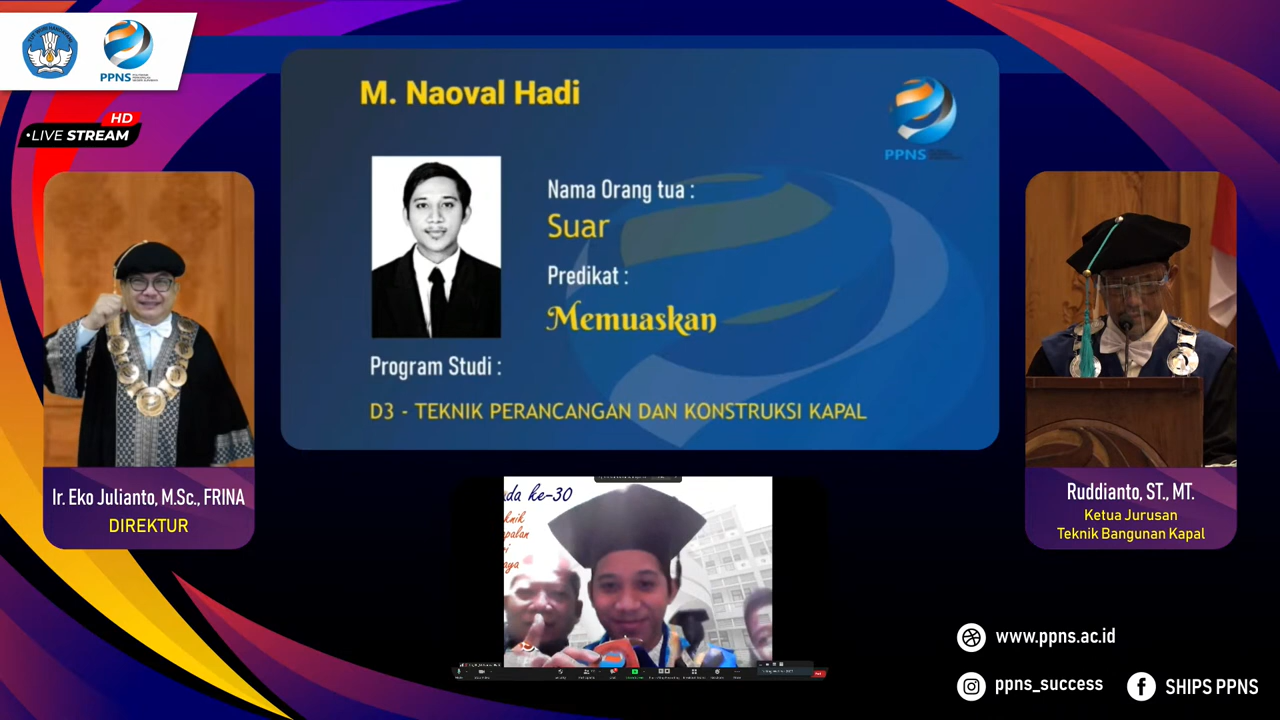 PPNS
HD
LIVE STREAM
M. Naoval Hadi
PPNS
Nama Orang tua :
Suar
Predikat :
Memuaskan
Program Studi :
D3 - TEKNIK PERANCANGAN DAN KONSTRUKSI KAPAL
Ir. Eko Julianto, M.Sc., FRINA
DIREKTUR
Ruddianto, ST., MT.
Ketua Jurusan
Teknik Bangunan Kapal
ke-30
www.ppns.ac.id
ppns_success
SHIPS PPNS